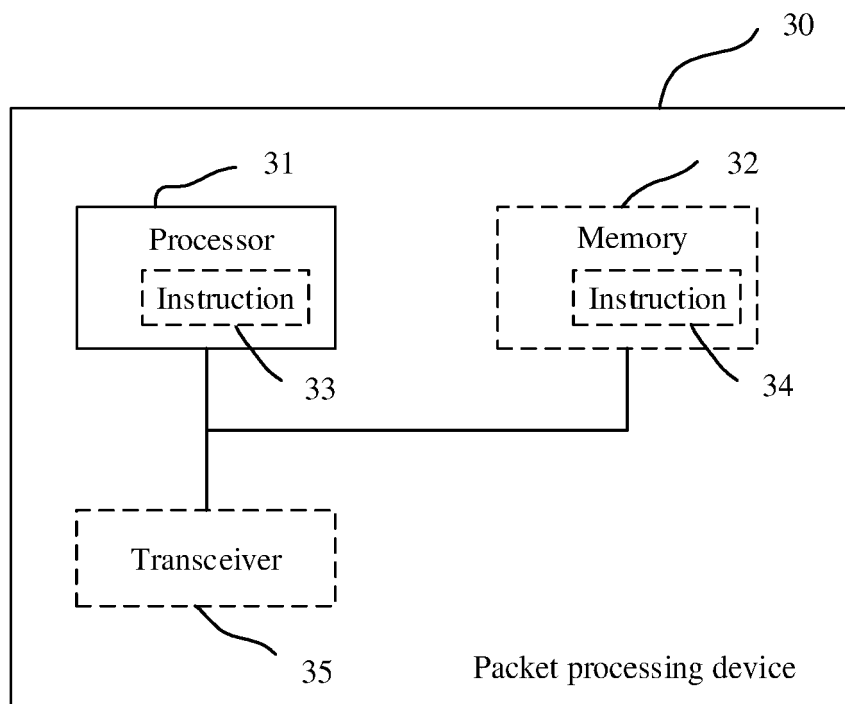 30
31
32
Processor
Memory
Instruction
Instruction
33
34
Transceiver
35
Packet processing device